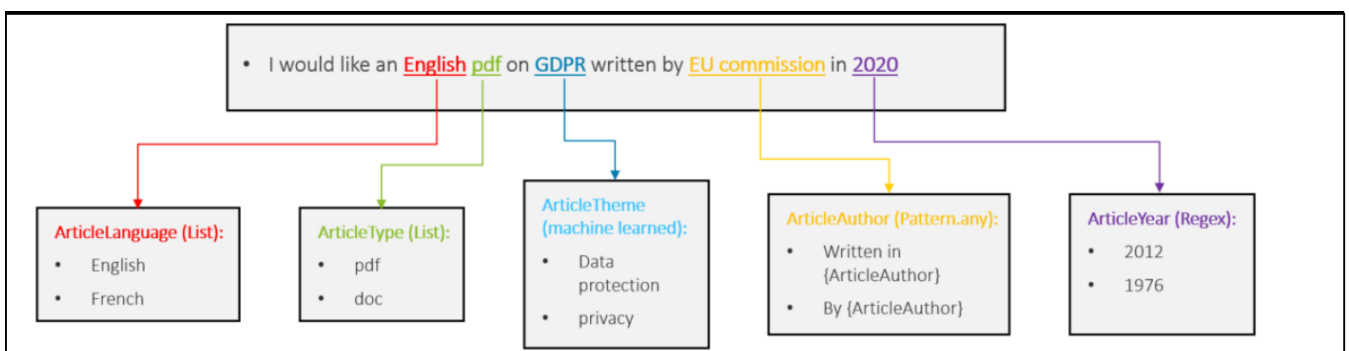 • I would like an English pdf on GDPR written by EU commission in 2020
ArticleLanguage (List):
• English
• French
ArticleType (List):
• pdf
• doc
ArticleTheme
(machine learned):
• Data
protection
• privacy
ArticleAuthor (Pattern.any):
• Written in
{ArticleAuthor}
• By {ArticleAuthor}
ArticleYear (Regex):
• 2012
• 1976